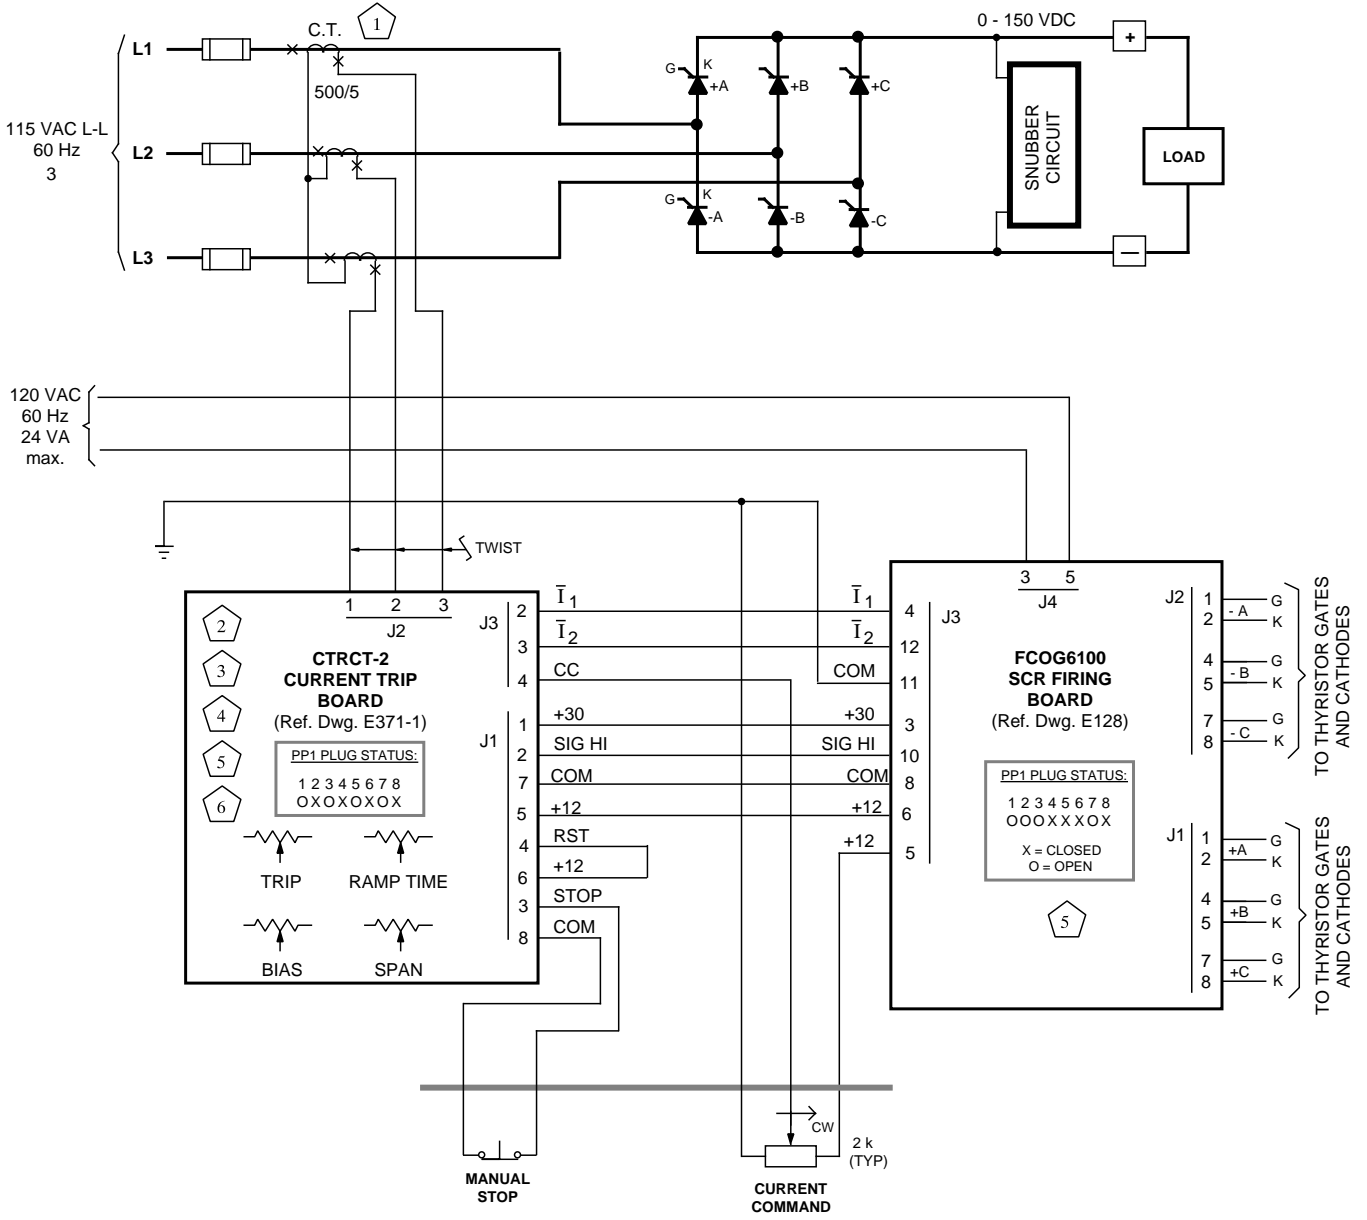 C.T.
1
0 - 150 VDC
+
L1
500/5
G
K
+A
+B
+C
115 VAC L-L
60 Hz
3
L2
SNUBBER
CIRCUIT
LOAD
G
K
-A
-B
-C
L3
—
120 VAC
60 Hz
24 VA
max.
TWIST
1 2 3
J2
2
3
4
5
6
CTRCT-2
CURRENT TRIP
BOARD
(Ref. Dwg. E371-1)
PP1 PLUG STATUS:
1 2 3 4 5 6 7 8
O X O X O X O X
TRIP
RAMP TIME
BIAS
SPAN
J3
2
3
4
J1
1
2
7
5
4
6
3
8
I̅1
I̅2
CC
+30
SIG HI
COM
+12
RST
+12
STOP
COM
I̅1
I̅2
COM
+30
SIG HI
COM
+12
+12
4
12
11
3
10
8
6
5
J3
3 5
J4
FCOG6100
SCR FIRING
BOARD
(Ref. Dwg. E128)
PP1 PLUG STATUS:
1 2 3 4 5 6 7 8
O O O X X X O X
X = CLOSED
O = OPEN
5
J2
1
2
4
5
7
8
G
- A
K
G
- B
K
G
- C
K
TO THYRISTOR GATES
AND CATHODES
J1
1
2
4
5
7
8
G
+A
K
G
+B
K
G
+C
K
TO THYRISTOR GATES
AND CATHODES
MANUAL
STOP
CW
2 k
(TYP)
CURRENT
COMMAND